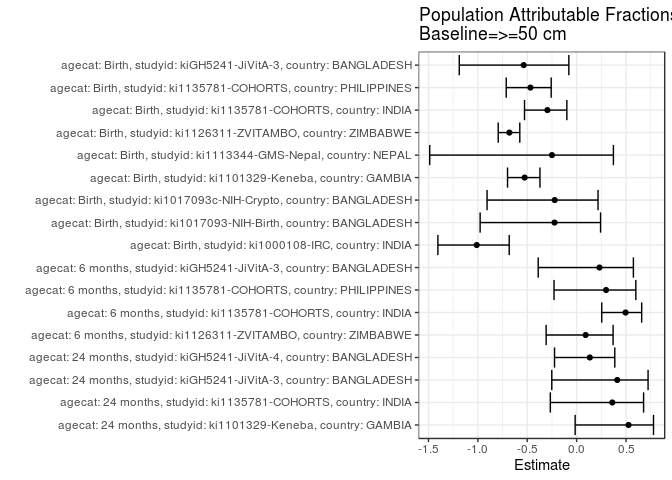 Population Attributable Fractions
Baseline=>=50 cm
agecat: Birth, studyid: kiGH5241-JiVitA-3, country: BANGLADESH
agecat: Birth, studyid: ki1135781-COHORTS, country: PHILIPPINES
agecat: Birth, studyid: ki1135781-COHORTS, country: INDIA
agecat: Birth, studyid: ki1126311-ZVITAMBO, country: ZIMBABWE
agecat: Birth, studyid: ki1113344-GMS-Nepal, country: NEPAL
agecat: Birth, studyid: ki1101329-Keneba, country: GAMBIA
agecat: Birth, studyid: ki1017093c-NIH-Crypto, country: BANGLADESH
agecat: Birth, studyid: ki1017093-NIH-Birth, country: BANGLADESH
agecat: Birth, studyid: ki1000108-IRC, country: INDIA
agecat: 6 months, studyid: kiGH5241-JiVitA-3, country: BANGLADESH
agecat: 6 months, studyid: ki1135781-COHORTS, country: PHILIPPINES
agecat: 6 months, studyid: ki1135781-COHORTS, country: INDIA
agecat: 6 months, studyid: ki1126311-ZVITAMBO, country: ZIMBABWE
agecat: 24 months, studyid: kiGH5241-JiVitA-4, country: BANGLADESH
agecat: 24 months, studyid: kiGH5241-JiVitA-3, country: BANGLADESH
agecat: 24 months, studyid: ki1135781-COHORTS, country: INDIA
agecat: 24 months, studyid: ki1101329-Keneba, country: GAMBIA
-1.5 -1.0 -0.5 0.0 0.5
Estimate